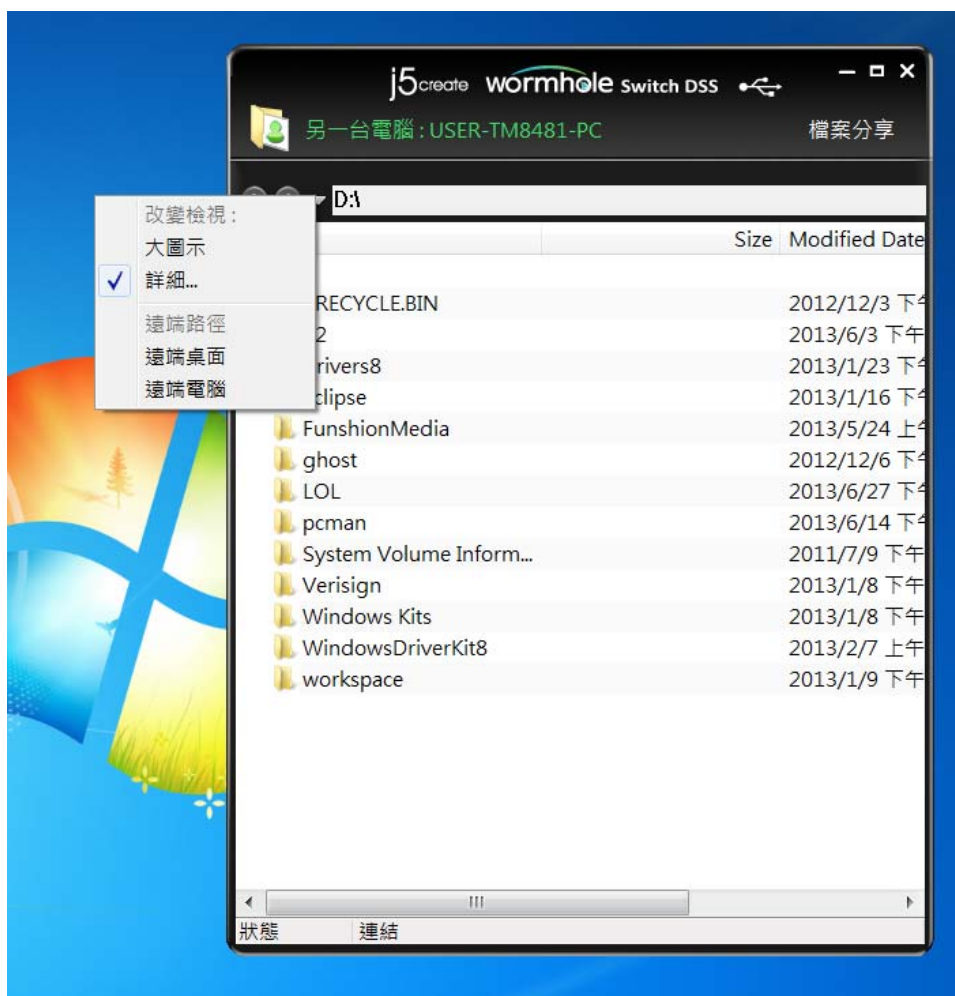 j5create wormhole Switch DSS
另一台電腦 : USER-TM8481-PC 檔案分享
D:\
改變檢視 :
大圖示
詳細...
遠端路徑
遠端桌面
遠端電腦
Size Modified Date
RECYCLE.BIN 2012/12/3 下午
2 2013/6/3 下午
rivers8 2013/1/23 下午
clipse 2013/1/16 下午
FunshionMedia 2013/5/24 上午
ghost 2012/12/6 下午
LOL 2013/6/27 下午
pcman 2013/6/14 下午
System Volume Inform... 2011/7/9 下午
Verisign 2013/1/8 下午
Windows Kits 2013/1/8 下午
WindowsDriverKit8 2013/2/7 上午
workspace 2013/1/9 下午
狀態 連結